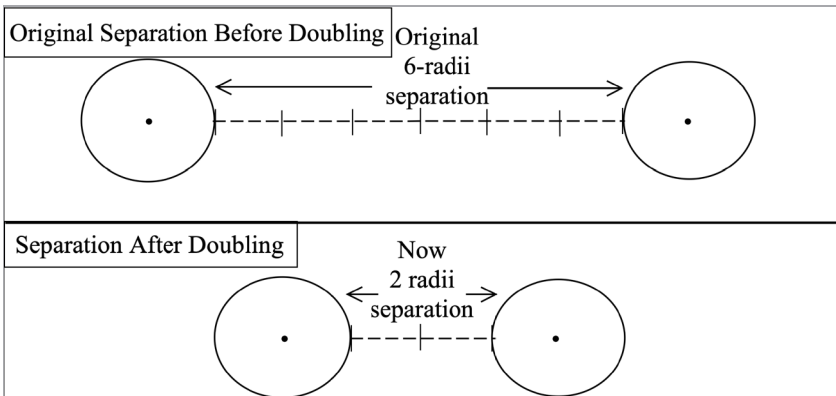 Original Separation Before Doubling
Original
6-radii
separation
Separation After Doubling
Now
2 radii
separation